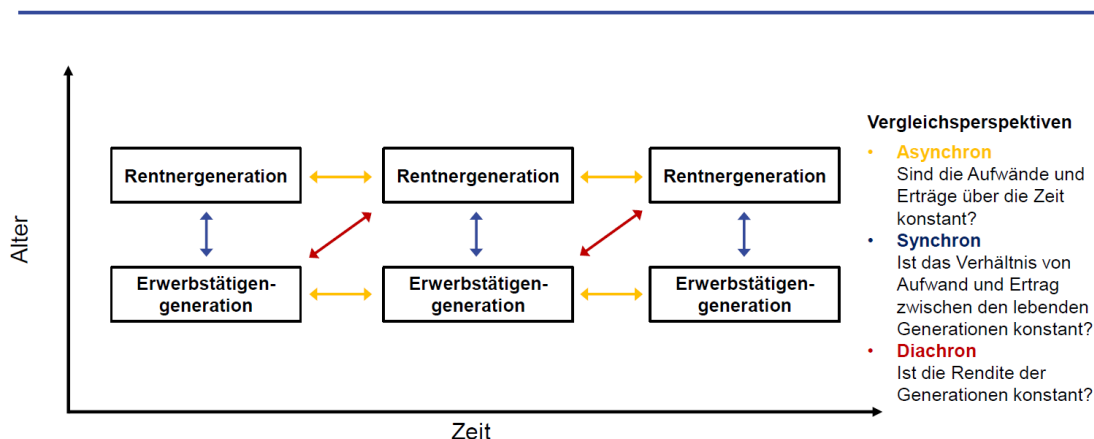 Alter
Rentnergeneration
Rentnergeneration
Rentnergeneration
Erwerbstätigen-
generation
Erwerbstätigen-
generation
Erwerbstätigen-
generation
Zeit
Vergleichsperspektiven
• Asynchron
Sind die Aufwände und
Erträge über die Zeit
konstant?
• Synchron
Ist das Verhältnis von
Aufwand und Ertrag
zwischen den lebenden
Generationen konstant?
• Diachron
Ist die Rendite der
Generationen konstant?